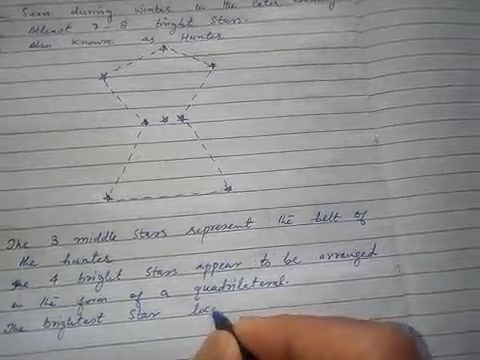 Seen during winter in the later evening
Atleast 7 8 bright Stars.
Also known as Hunter
The 3 middle Stars represent the belt of
the hunter
The 4 bright Stars appear to be arranged
in the form of a quadrilateral.
The brightest Star loc